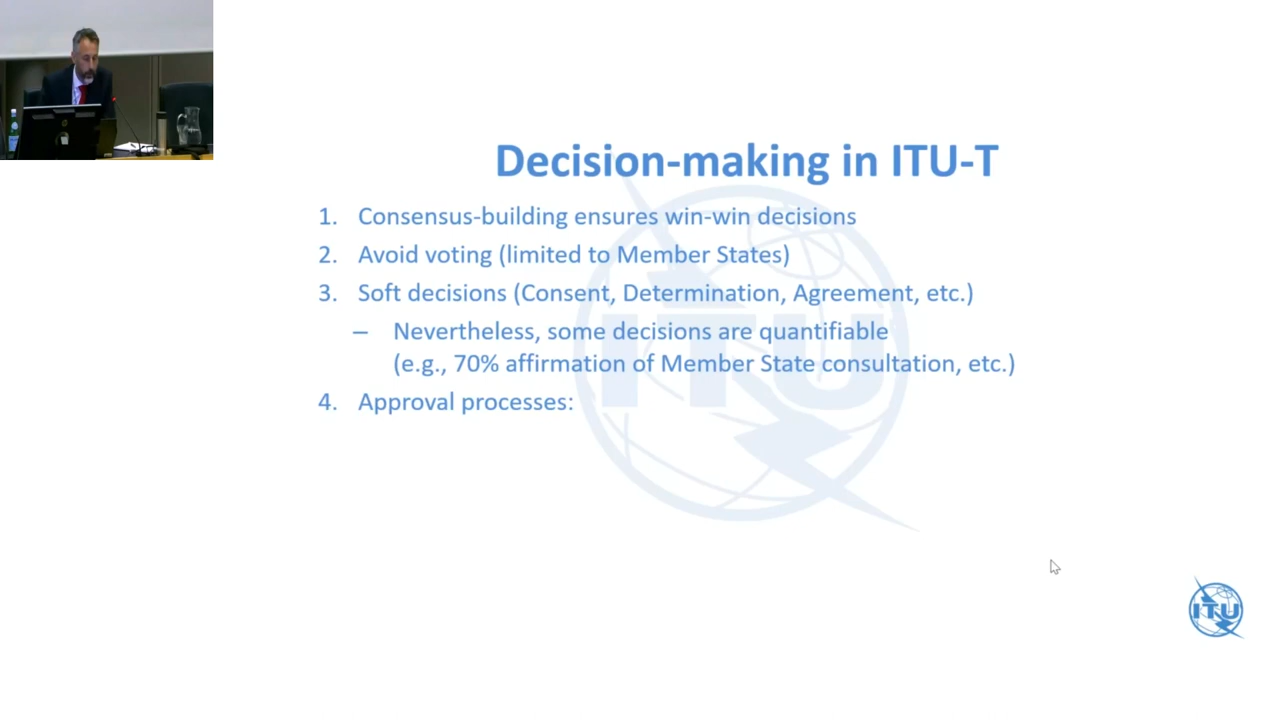 Decision-making in ITU-T
1. Consensus-building ensures win-win decisions
2. Avoid voting (limited to Member States)
3. Soft decisions (Consent, Determination, Agreement, etc.)
– Nevertheless, some decisions are quantifiable
(e.g., 70% affirmation of Member State consultation, etc.)
4. Approval processes:
ITU
ITU